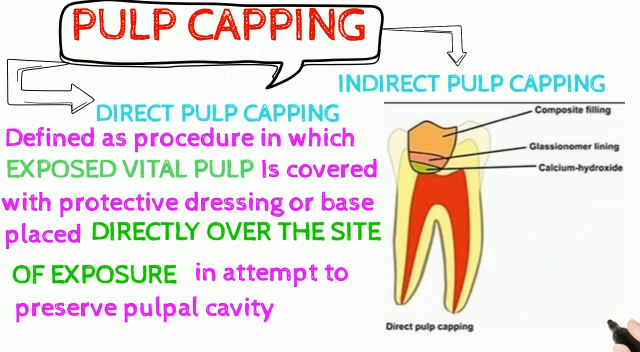 PULP CAPPING
INDIRECT PULP CAPPING
DIRECT PULP CAPPING
Defined as procedure in which
EXPOSED VITAL PULP Is covered
with protective dressing or base
placed DIRECTLY OVER THE SITE
OF EXPOSURE in attempt to
preserve pulpal cavity
Composite filling
Glassionomer lining
Calcium-hydroxide
Direct pulp capping